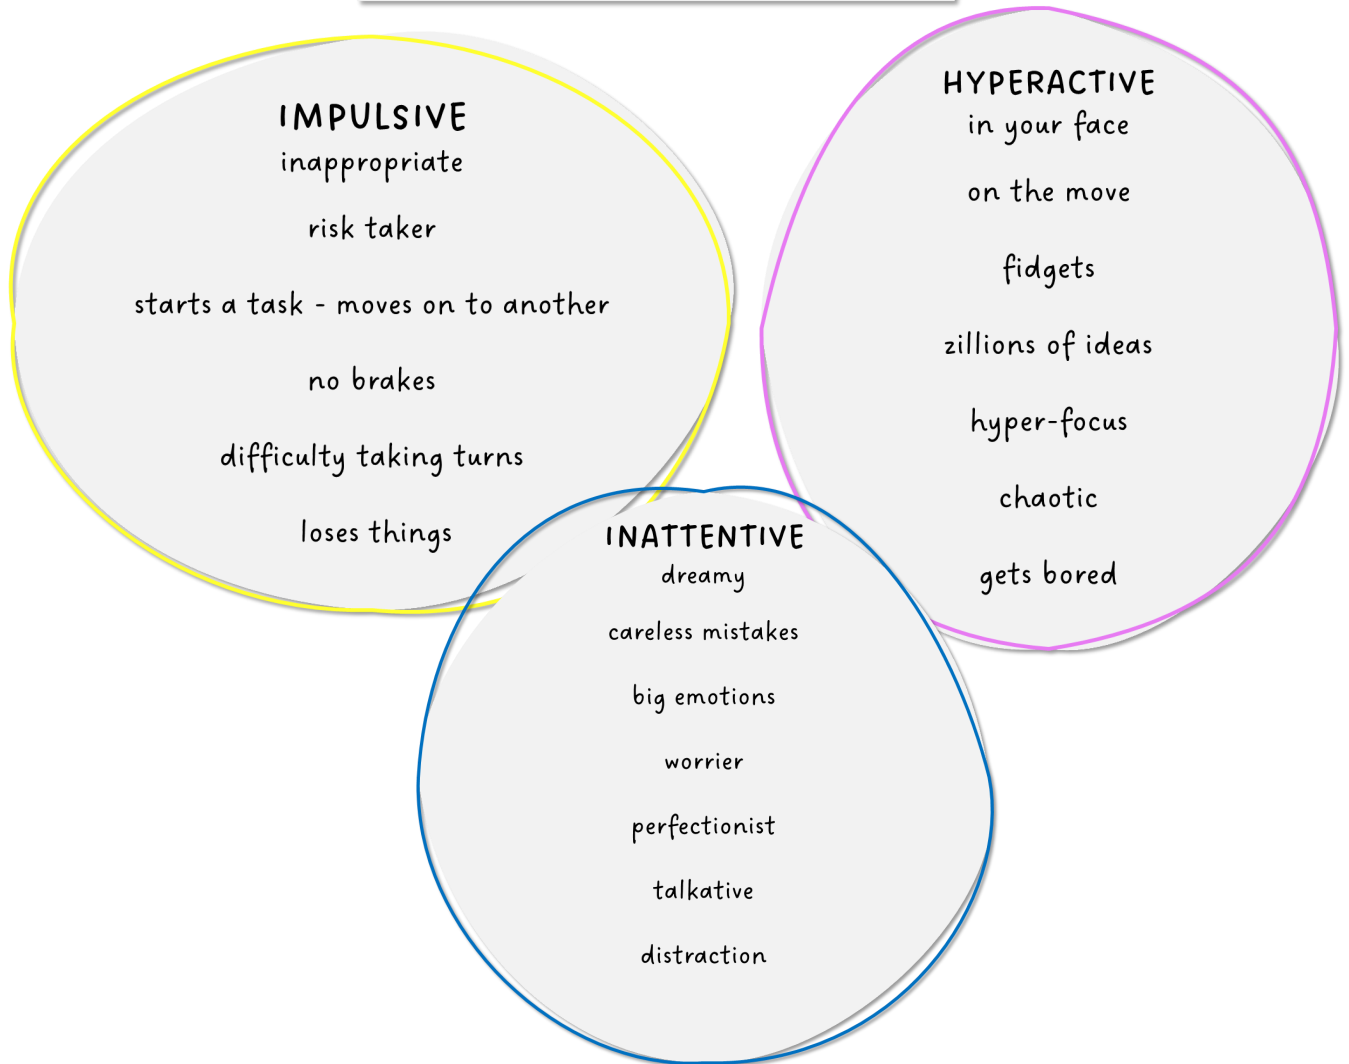 IMPULSIVE
inappropriate
risk taker
starts a task - moves on to another
no brakes
difficulty taking turns
loses things
HYPERACTIVE
in your face
on the move
fidgets
zillions of ideas
hyper-focus
chaotic
gets bored
INATTENTIVE
dreamy
careless mistakes
big emotions
worrier
perfectionist
talkative
distraction